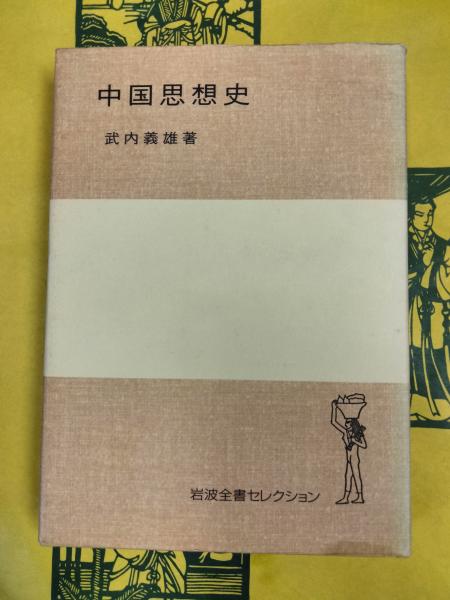 中国思想史
武内義雄著
岩波全書セレクション